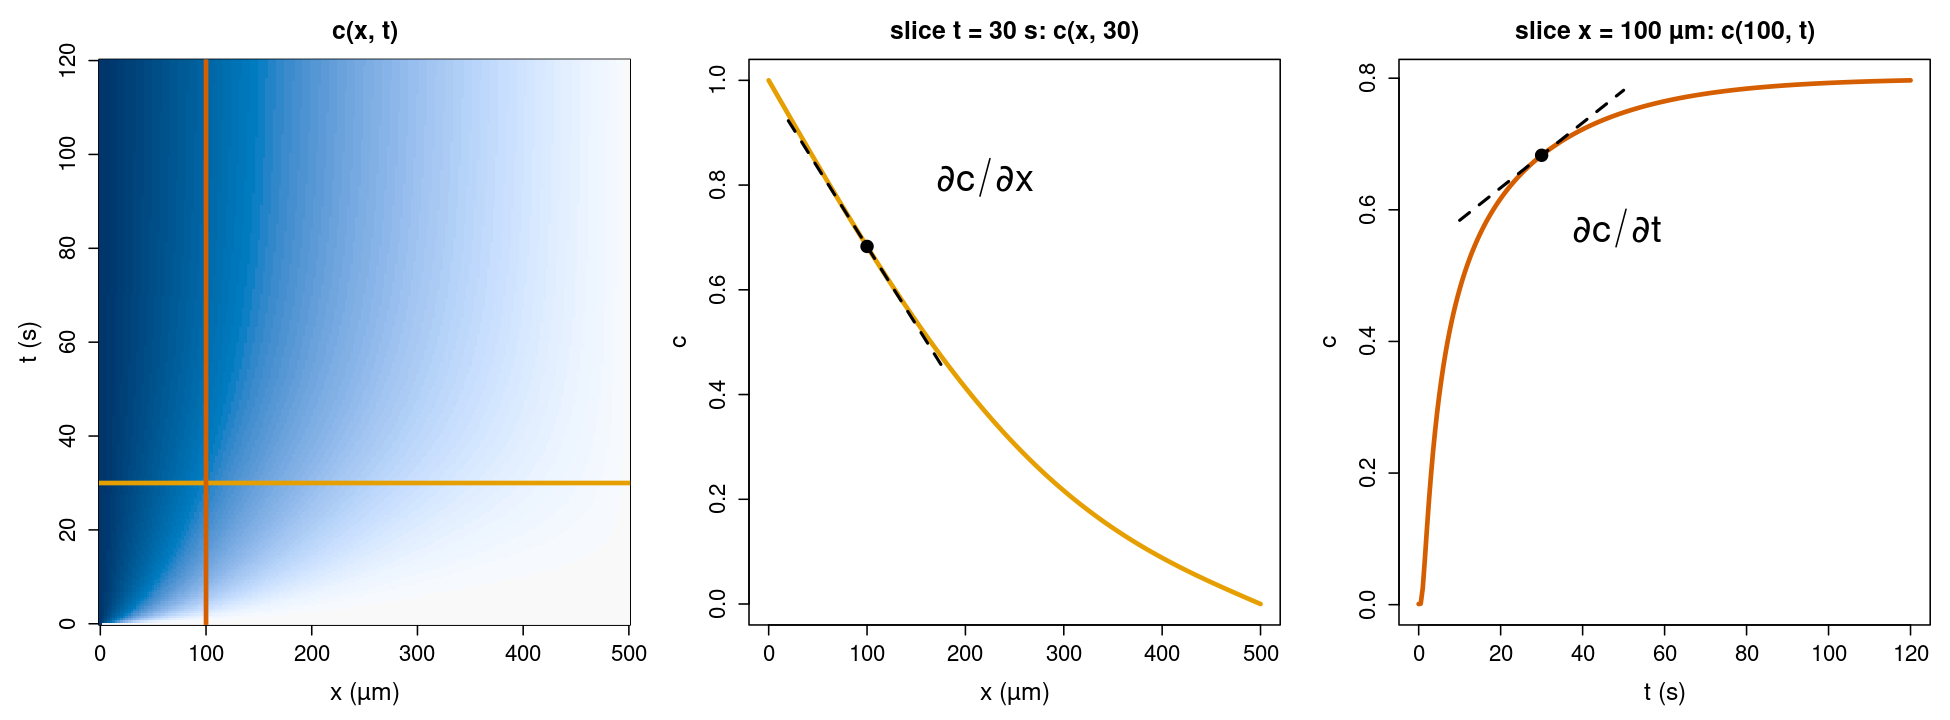 c(x, t)
120
100
80
60
40
20
0
t (s)
0 100 200 300 400 500
x (µm)
slice t = 30 s: c(x, 30)
1.0
0.8
0.6
0.4
0.2
0.0
c
∂c/∂x
0 100 200 300 400 500
x (µm)
slice x = 100 µm: c(100, t)
0.8
0.6
0.4
0.2
0.0
c
∂c/∂t
0 20 40 60 80 100 120
t (s)